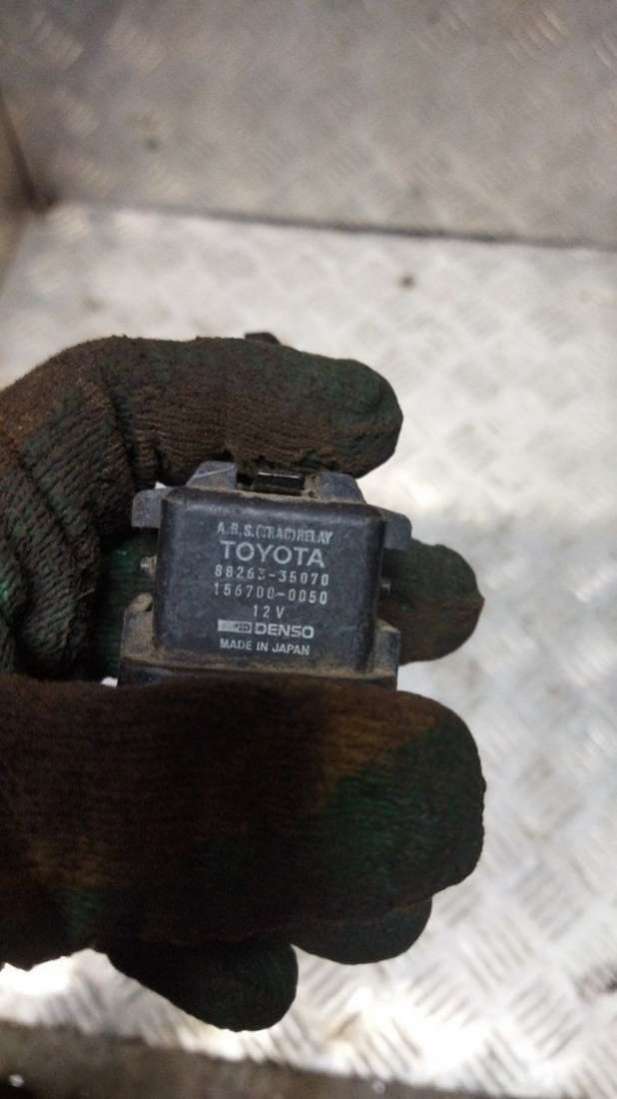 A.B.S.(TRAC)RELAY
TOYOTA
88263-35070
156700-0050
12V
DENSO
MADE IN JAPAN